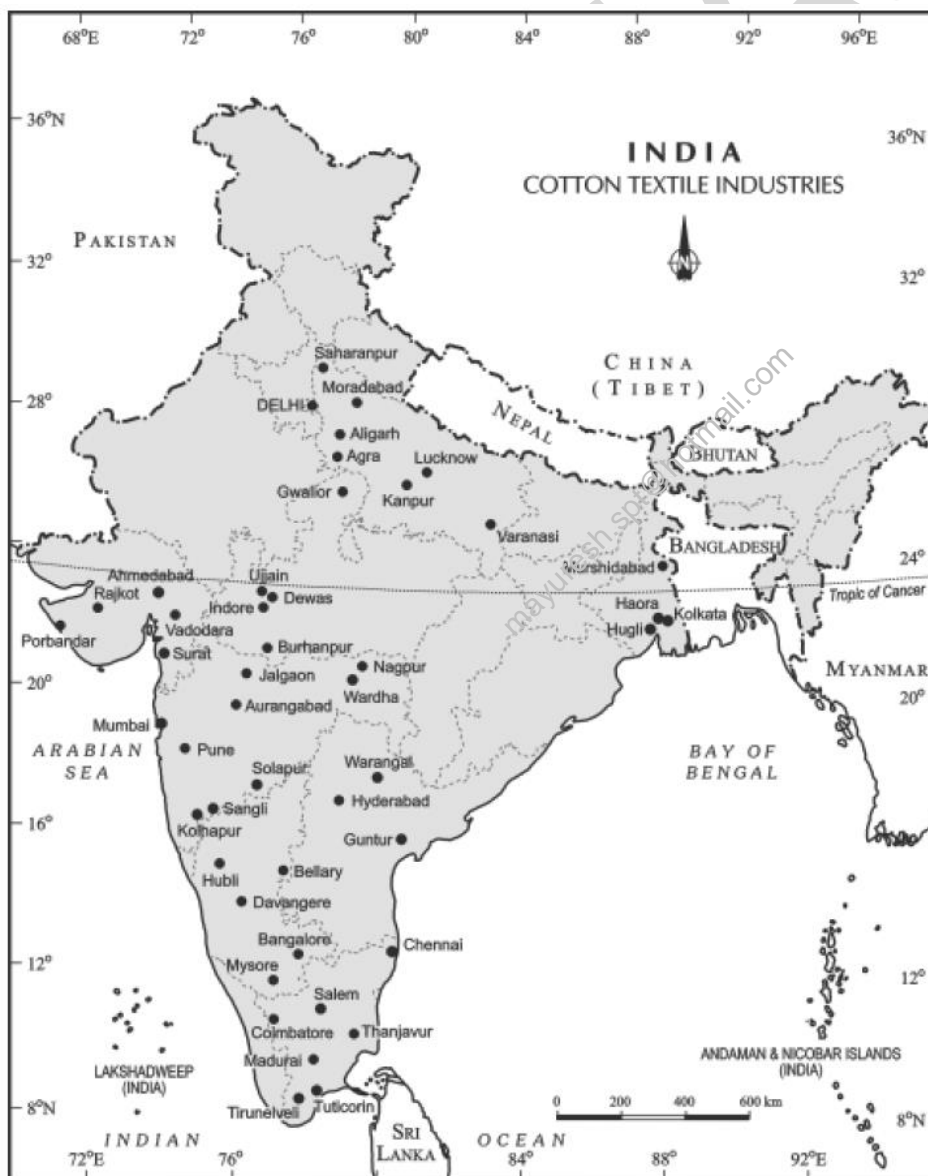 68°E 72° 76° 80° 84° 88° 92° 96°E
36°N
36°N
INDIA
COTTON TEXTILE INDUSTRIES
PAKISTAN
N
32°
32°
Saharanpur
CHINA
(TIBET)
Moradabad
28°
28°
DELHI
NEPAL
Aligarh
BHUTAN
Agra
Lucknow
Gwalior
Kanpur
mayukesh.spt@hotmail.com
Varanasi
BANGLADESH
24°
Murshidabad
Ahmedabad
Ujjain
Tropic of Cancer
Rajkot
Dewas
Indore
Haora
Kolkata
Porbandar
Vadodara
Hugli
Surat
Burhanpur
Nagpur
Jalgaon
MYANMAR
20°
20°
Wardha
Aurangabad
Mumbai
ARABIAN
SEA
Pune
BAY OF
BENGAL
Solapur
Warangal
Sangli
Hyderabad
16°
Kolhapur
Guntur
Hubli
Bellary
Davangere
Bangalore
Chennai
12°
12°
Mysore
Salem
Coimbatore
Thanjavur
Madurai
LAKSHADWEEP
(INDIA)
ANDAMAN & NICOBAR ISLANDS
(INDIA)
Tirunelveli
Tuticorin
8°N
0 200 400 600 km
8°N
INDIAN
SRI
LANKA
OCEAN
72°E 76° 84° 88° 92°E